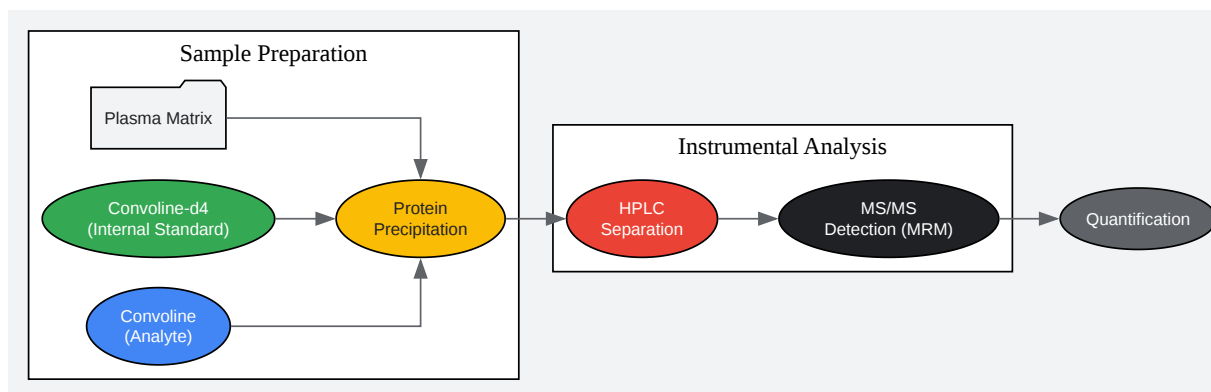 Sample Preparation
Plasma Matrix
Convoline-d4
(Internal Standard)
Convoline
(Analyte)
Protein
Precipitation
Instrumental Analysis
HPLC
Separation
MS/MS
Detection (MRM)
Quantification